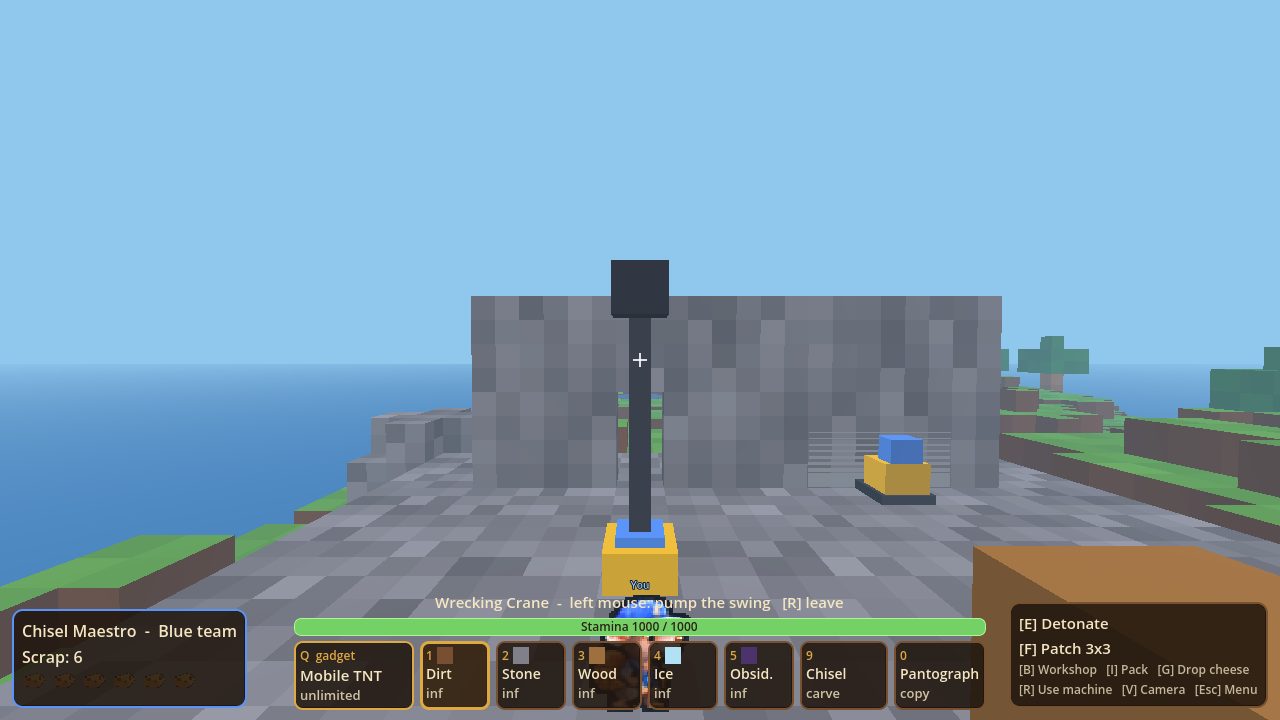 You
Wrecking Crane - left mouse: pump the swing [R] leave
Stamina 1000 / 1000
Chisel Maestro - Blue team
Scrap: 6
Q gadget
Mobile TNT
unlimited
1
Dirt
inf
2
Stone
inf
3
Wood
inf
4
Ice
inf
5
Obsid.
inf
9
Chisel
carve
0
Pantograph
copy
[E] Detonate
[F] Patch 3x3
[B] Workshop [I] Pack [G] Drop cheese
[R] Use machine [V] Camera [Esc] Menu